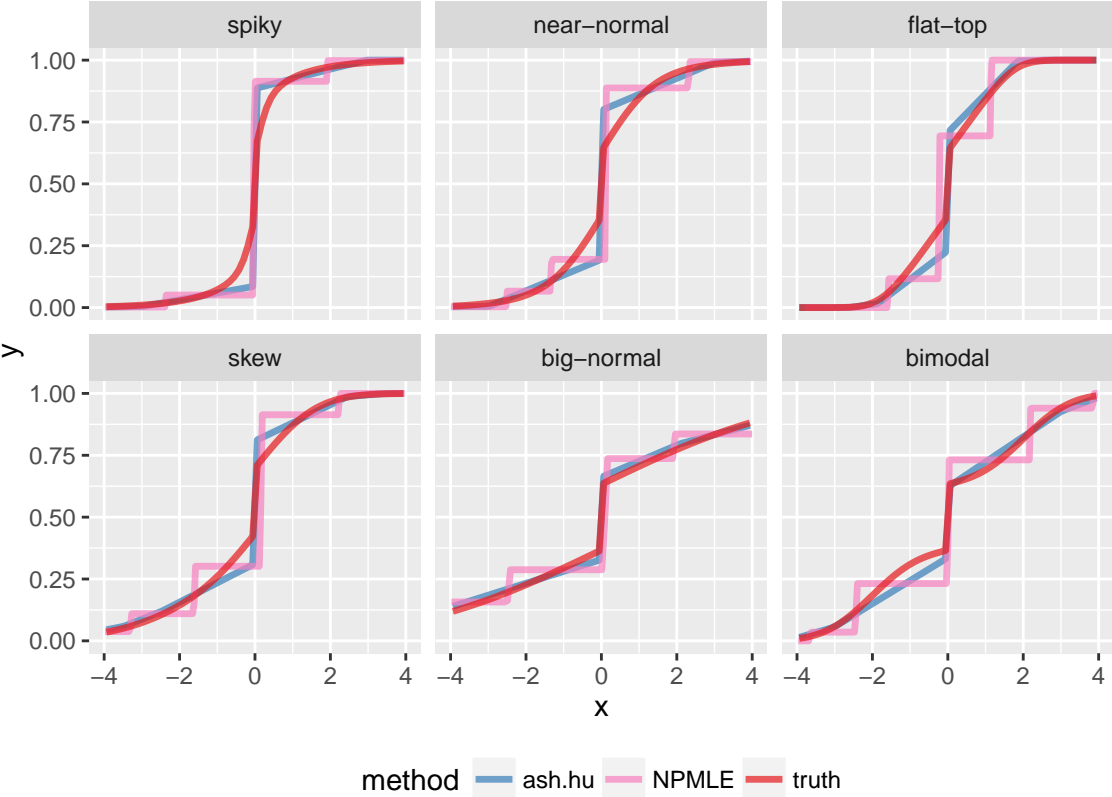 spiky near−normal flat−top
1.00
0.75
0.50
0.25
0.00
y
skew big−normal bimodal
1.00
0.75
0.50
0.25
0.00
−4 −2 0 2 4 −4 −2 0 2 4 −4 −2 0 2 4
x
method ash.hu NPMLE truth